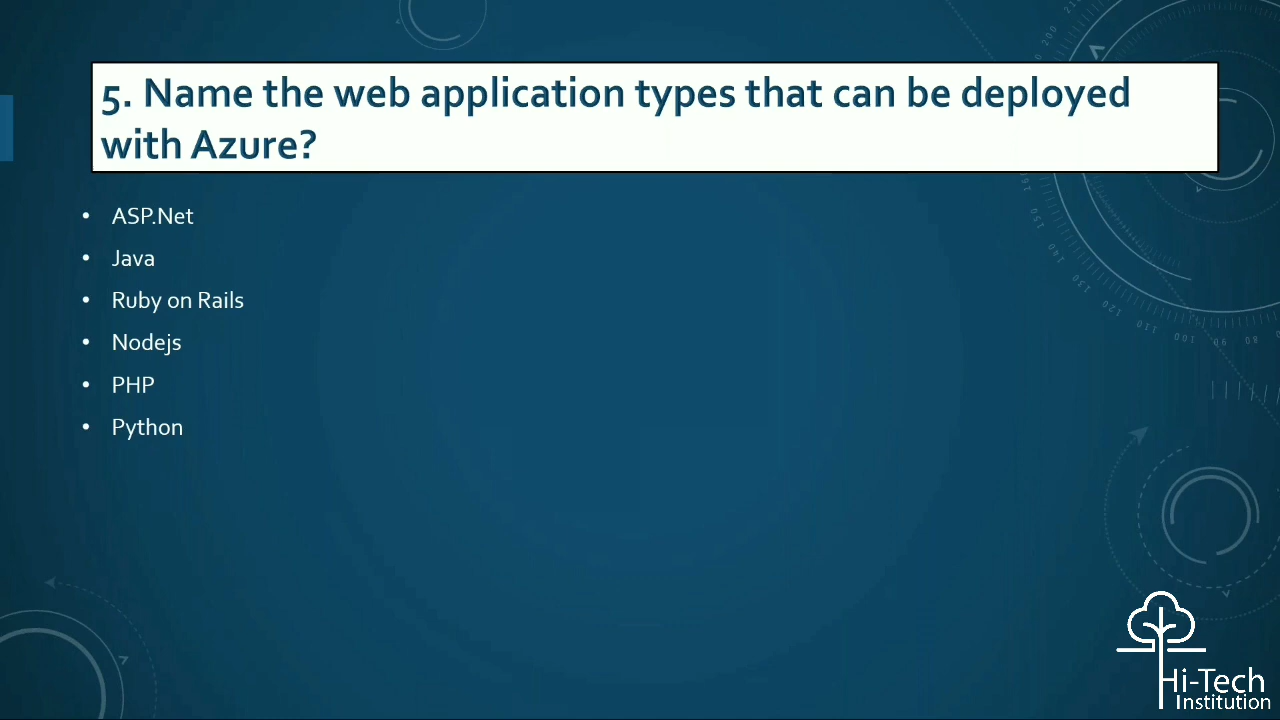 5. Name the web application types that can be deployed
with Azure?
• ASP.Net
• Java
• Ruby on Rails
• Nodejs
• PHP
• Python
Hi-Tech
Institution